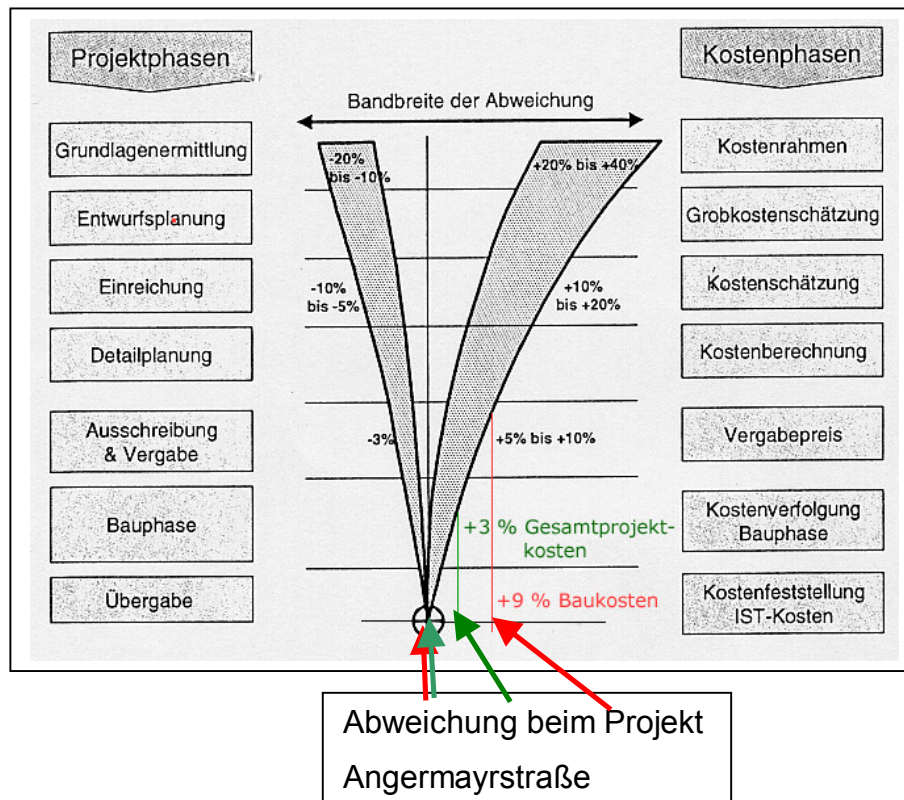 Projektphasen
Kostenphasen
Bandbreite der Abweichung
Grundlagenermittlung
-20%
bis -10%
+20% bis +40%
Kostenrahmen
Entwurfsplanung
Grobkostenschätzung
Einreichung
-10%
bis -5%
+10%
bis +20%
Kostenschätzung
Detailplanung
Kostenberechnung
Ausschreibung
& Vergabe
-3%
+5% bis +10%
Vergabepreis
Bauphase
+3 % Gesamtprojekt-
kosten
Kostenverfolgung
Bauphase
Übergabe
+9 % Baukosten
Kostenfeststellung
IST-Kosten
Abweichung beim Projekt
Angermayrstraße